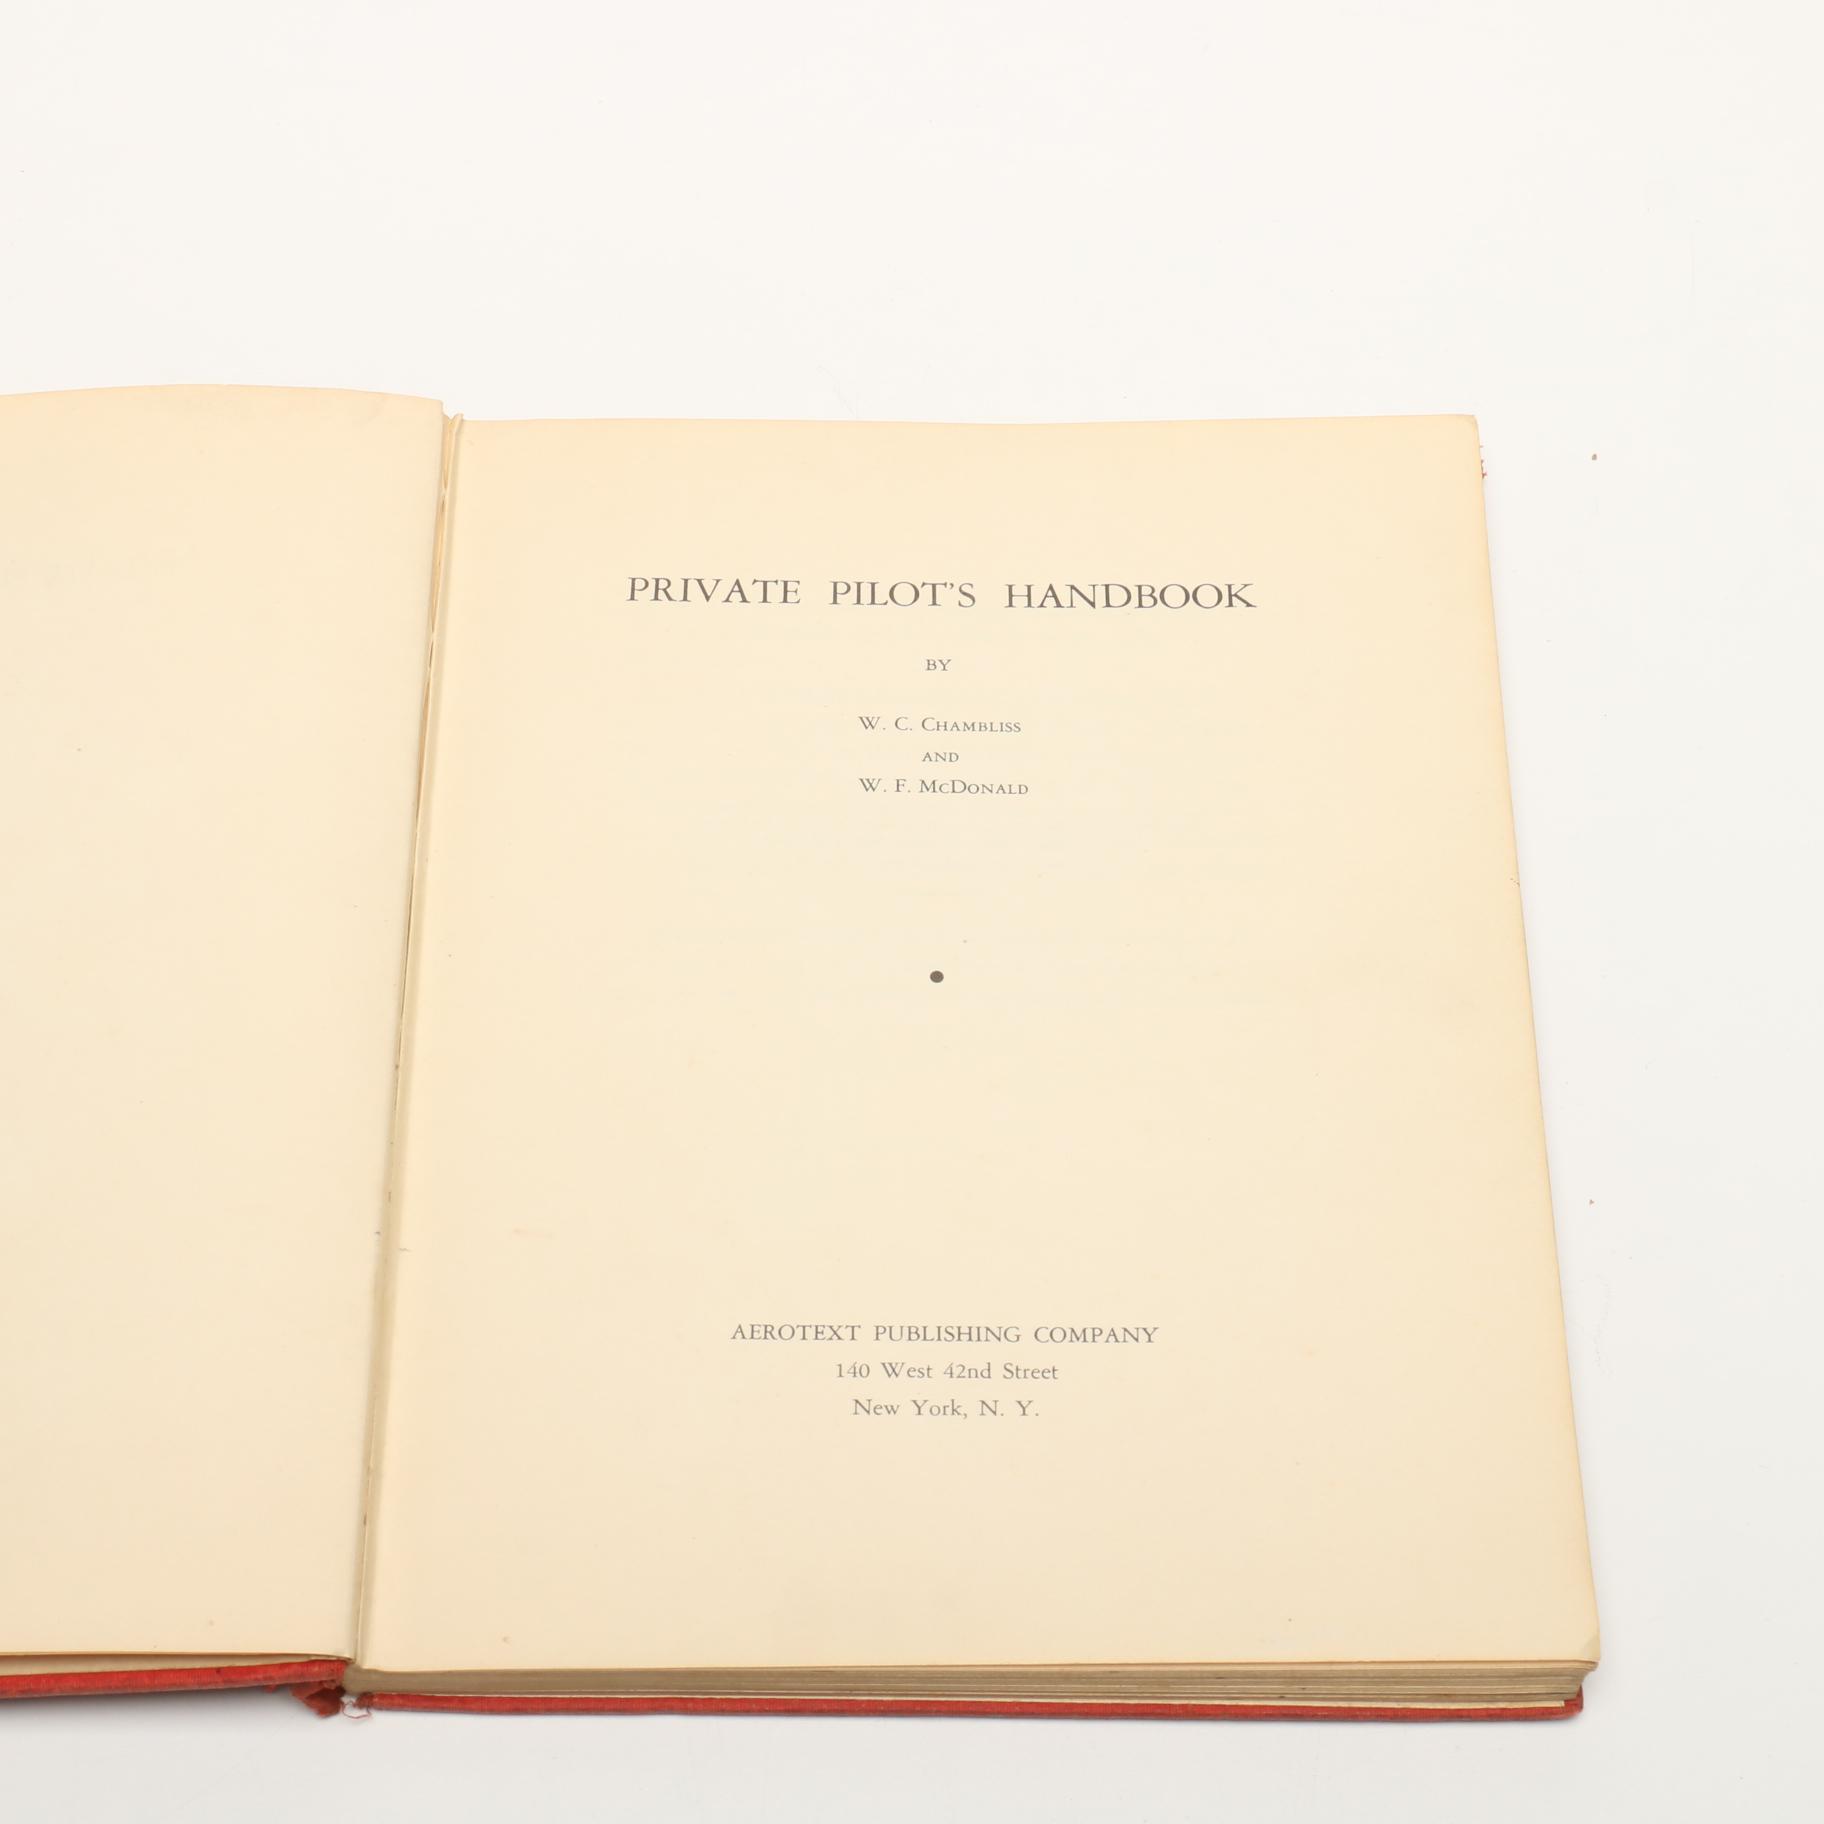 PRIVATE PILOT'S HANDBOOK
BY
W. C. CHAMBLISS
AND
W. F. McDONALD
AEROTEXT PUBLISHING COMPANY
140 West 42nd Street
New York, N. Y.